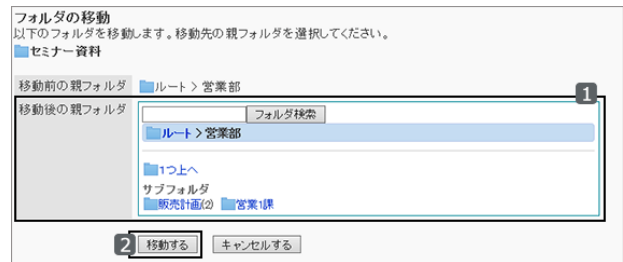 フォルダの移動
以下のフォルダを移動します。移動先の親フォルダを選択してください。
セミナー資料
移動前の親フォルダ ルート > 営業部
1
移動後の親フォルダ フォルダ検索
ルート > 営業部
1つ上へ
サブフォルダ
販売計画(2) 営業1課
2 移動する キャンセルする